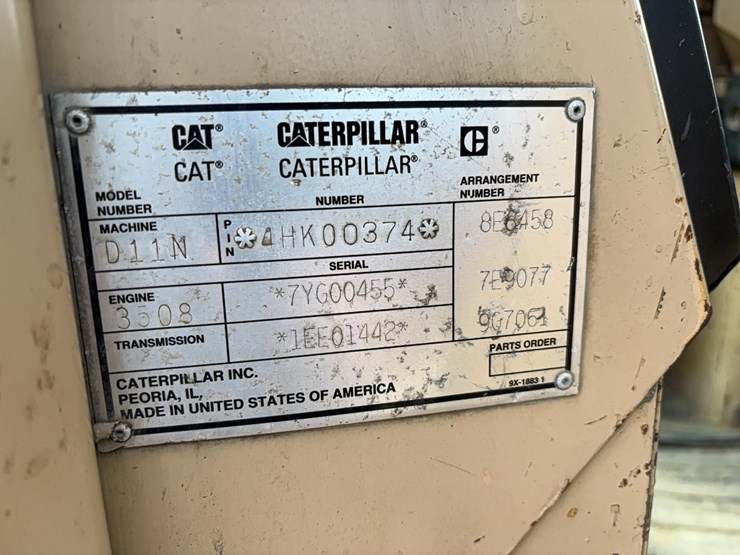 CAT® CATERPILLAR® C®
CAT® CATERPILLAR®
MODEL NUMBER NUMBER ARRANGEMENT NUMBER
MACHINE D11N PIN *4HK00374* 8E6458
SERIAL
ENGINE 3508 *7YG00455* 7E9077
TRANSMISSION *1EE01442* 9G7061
PARTS ORDER
CATERPILLAR INC.
PEORIA, IL,
MADE IN UNITED STATES OF AMERICA
9X-1883 1